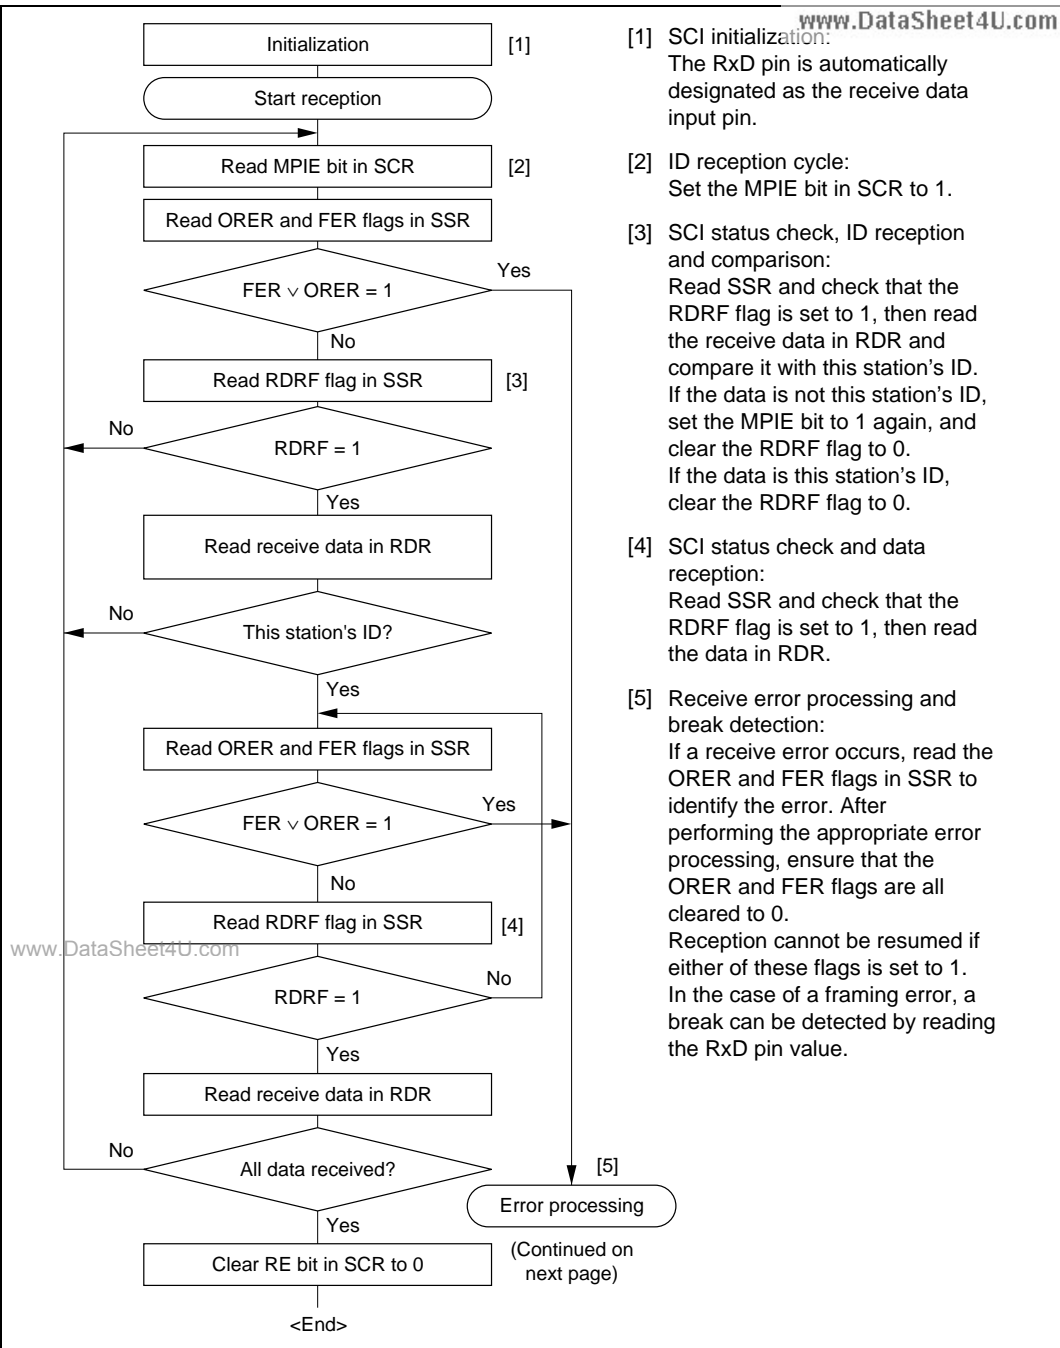 www.DataSheet4U.com
Initialization
[1]
Start reception
Read MPIE bit in SCR
[2]
Read ORER and FER flags in SSR
FER ∨ ORER = 1
Yes
No
Read RDRF flag in SSR
[3]
RDRF = 1
No
Yes
Read receive data in RDR
This station's ID?
No
Yes
Read ORER and FER flags in SSR
FER ∨ ORER = 1
Yes
No
Read RDRF flag in SSR
[4]
www.DataSheet4U.com
RDRF = 1
No
Yes
Read receive data in RDR
All data received?
No
Yes
[5]
Error processing
(Continued on
next page)
Clear RE bit in SCR to 0
<End>
[1] SCI initialization:
The RxD pin is automatically
designated as the receive data
input pin.
[2] ID reception cycle:
Set the MPIE bit in SCR to 1.
[3] SCI status check, ID reception
and comparison:
Read SSR and check that the
RDRF flag is set to 1, then read
the receive data in RDR and
compare it with this station's ID.
If the data is not this station's ID,
set the MPIE bit to 1 again, and
clear the RDRF flag to 0.
If the data is this station's ID,
clear the RDRF flag to 0.
[4] SCI status check and data
reception:
Read SSR and check that the
RDRF flag is set to 1, then read
the data in RDR.
[5] Receive error processing and
break detection:
If a receive error occurs, read the
ORER and FER flags in SSR to
identify the error. After
performing the appropriate error
processing, ensure that the
ORER and FER flags are all
cleared to 0.
Reception cannot be resumed if
either of these flags is set to 1.
In the case of a framing error, a
break can be detected by reading
the RxD pin value.